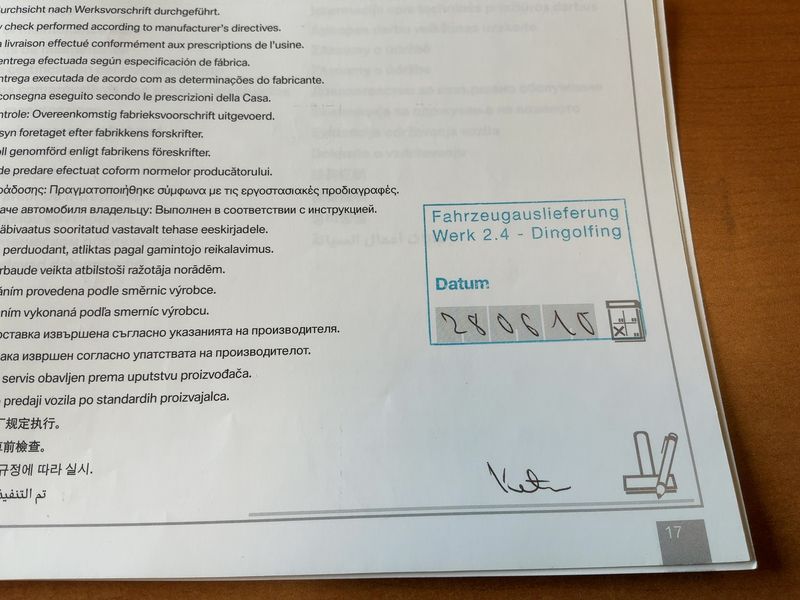 urchsicht nach Werksvorschrift durchgeführt.
y check performed according to manufacturer's directives.
a livraison effectué conformément aux prescriptions de l'usine.
entrega efectuada según especificación de fábrica.
ntrega executada de acordo com as determinações do fabricante.
consegna eseguito secondo le prescrizioni della Casa.
ntrole: Overeenkomstig fabrieksvoorschrift uitgevoerd.
syn foretaget efter fabrikkens forskrifter.
oll genomförd enligt fabrikens föreskrifter.
de predare efectuat coform normelor producătorului.
ράδοσης: Πραγματοποιήθηκε σύμφωνα με τις εργοστασιακές προδιαγραφές.
аче автомобиля владельцу: Выполнен в соответствии с инструкцией.
äbivaatus sooritatud vastavalt tehase eeskirjadele.
perduodant, atliktas pagal gamintojo reikalavimus.
rbaude veikta atbilstoši ražotāja norādēm.
áním provedena podle směrnic výrobce.
ním vykonaná podľa smerníc výrobcu.
оставка извършена съгласно указанията на производителя.
ака извршен согласно упатствата на производителот.
servis obavljen prema uputstvu proizvođača.
predaji vozila po standardih proizvajalca.
厂规定执行。
車前檢查。
규정에 따라 실시.
تم التنفيذ
Fahrzeugauslieferung
Werk 2.4 - Dingolfing
Datum
280610
17